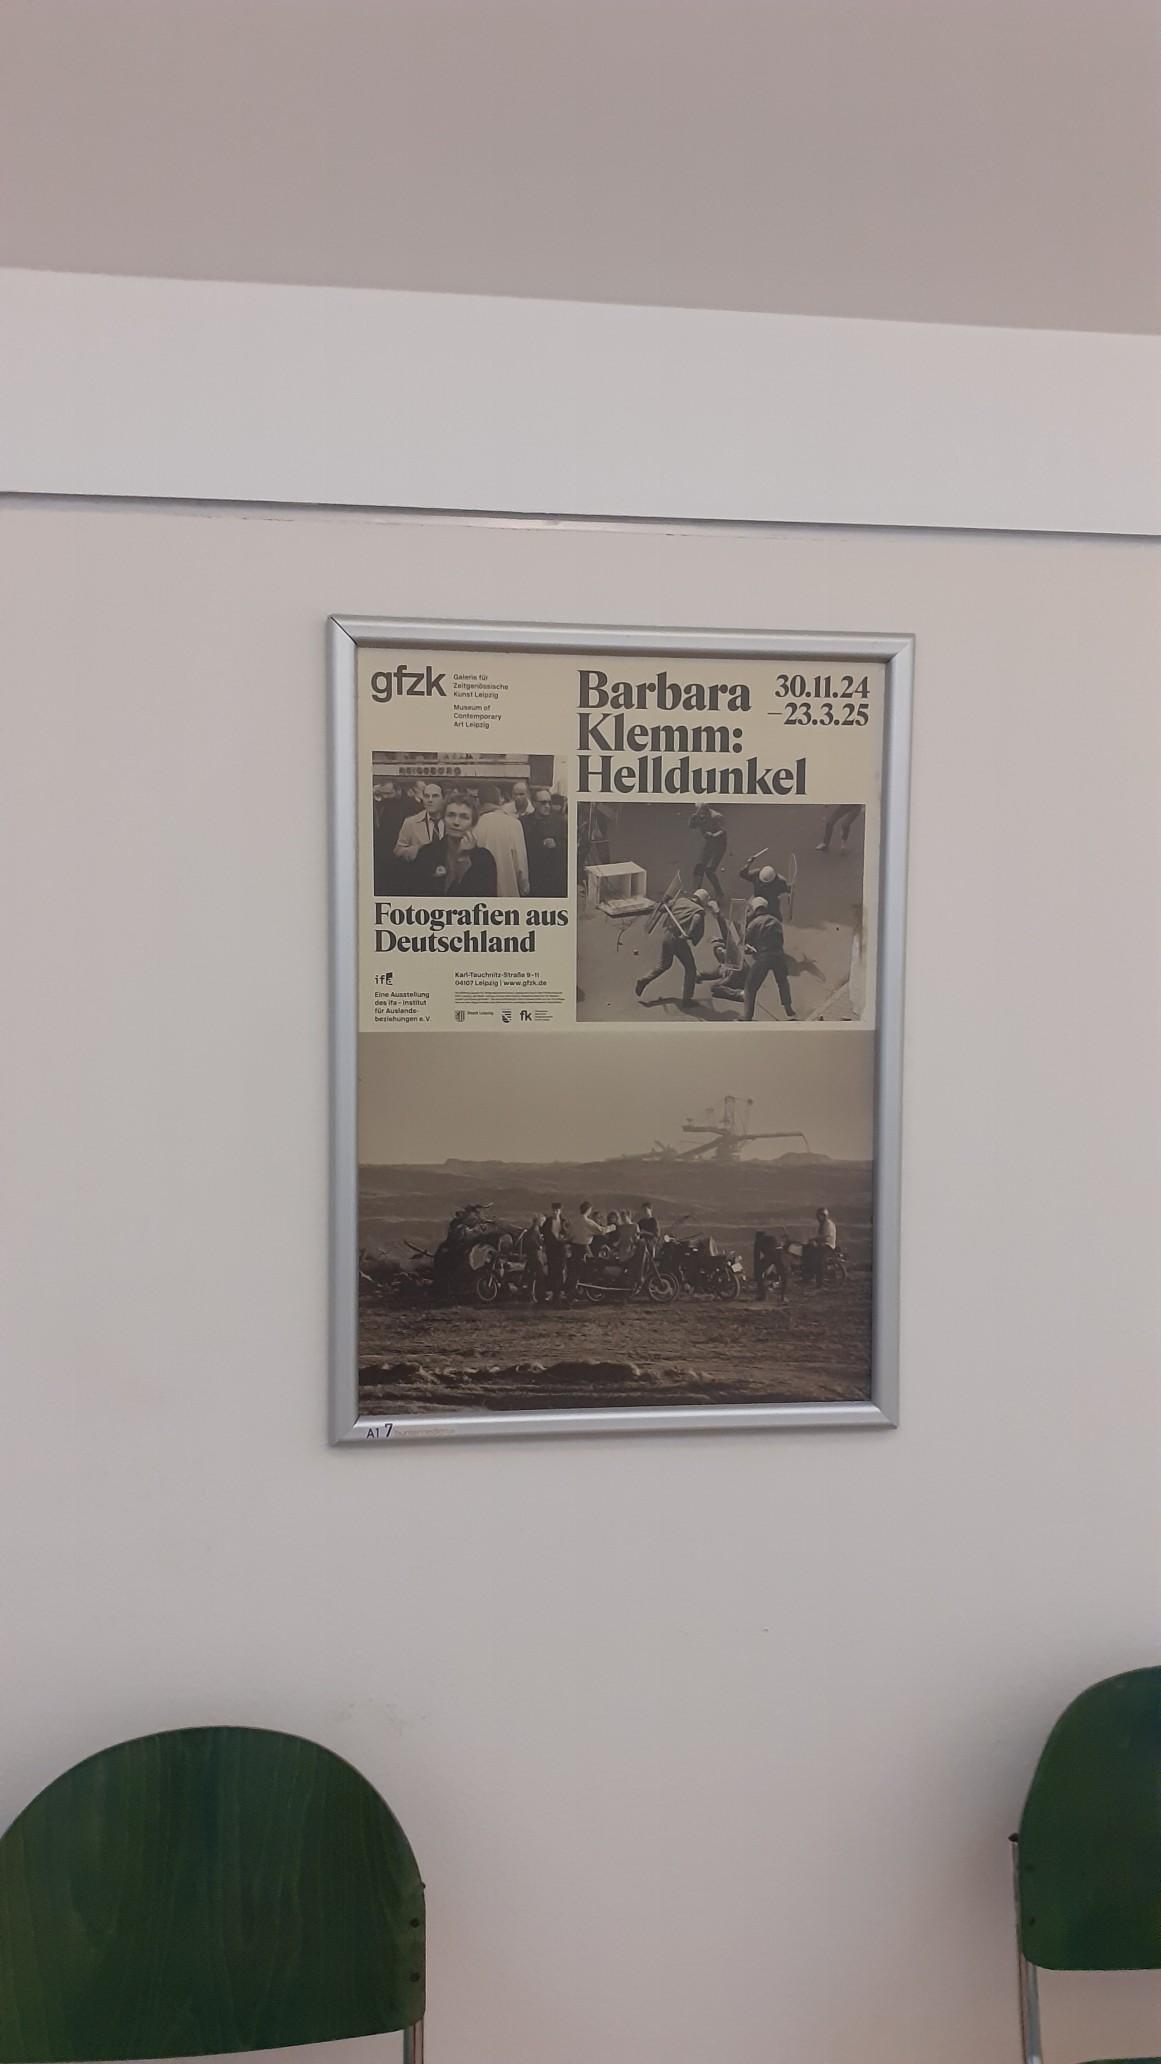 gfzk
Galerie für
Zeitgenössische
Kunst Leipzig
Museum of
Contemporary
Art Leipzig
Barbara
Klemm:
Helldunkel
30.11.24
–23.3.25
Fotografien aus
Deutschland
ifa
Eine Ausstellung
des ifa – Institut
für Auslands-
beziehungen e.V.
Karl-Tauchnitz-Straße 9–11
04107 Leipzig | www.gfzk.de
Stadt Leipzig
fk
A1 7